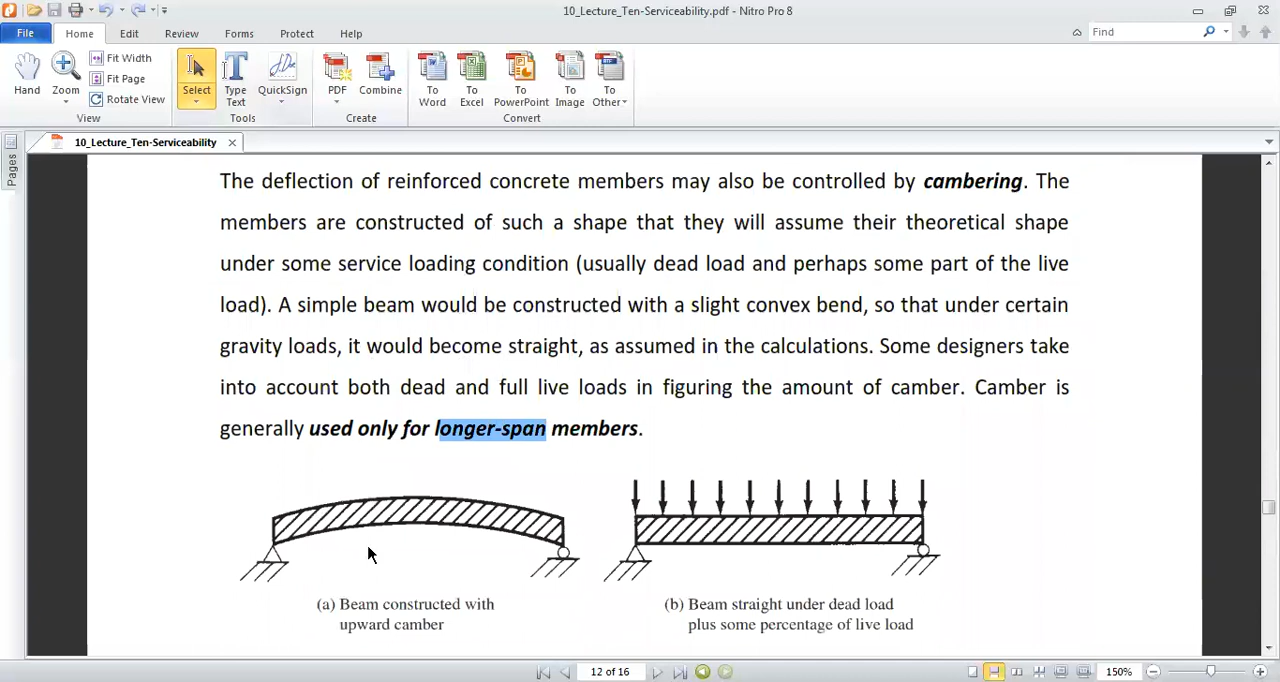 10_Lecture_Ten-Serviceability.pdf - Nitro Pro 8
File Home Edit Review Forms Protect Help Find
Hand Zoom Fit Width Fit Page Rotate View Select Type Text QuickSign PDF Combine To Word To Excel To PowerPoint To Image To Other
View Tools Create Convert
10_Lecture_Ten-Serviceability
Pages
The deflection of reinforced concrete members may also be controlled by cambering. The
members are constructed of such a shape that they will assume their theoretical shape
under some service loading condition (usually dead load and perhaps some part of the live
load). A simple beam would be constructed with a slight convex bend, so that under certain
gravity loads, it would become straight, as assumed in the calculations. Some designers take
into account both dead and full live loads in figuring the amount of camber. Camber is
generally used only for longer-span members.
(a) Beam constructed with
upward camber
(b) Beam straight under dead load
plus some percentage of live load
12 of 16 150%